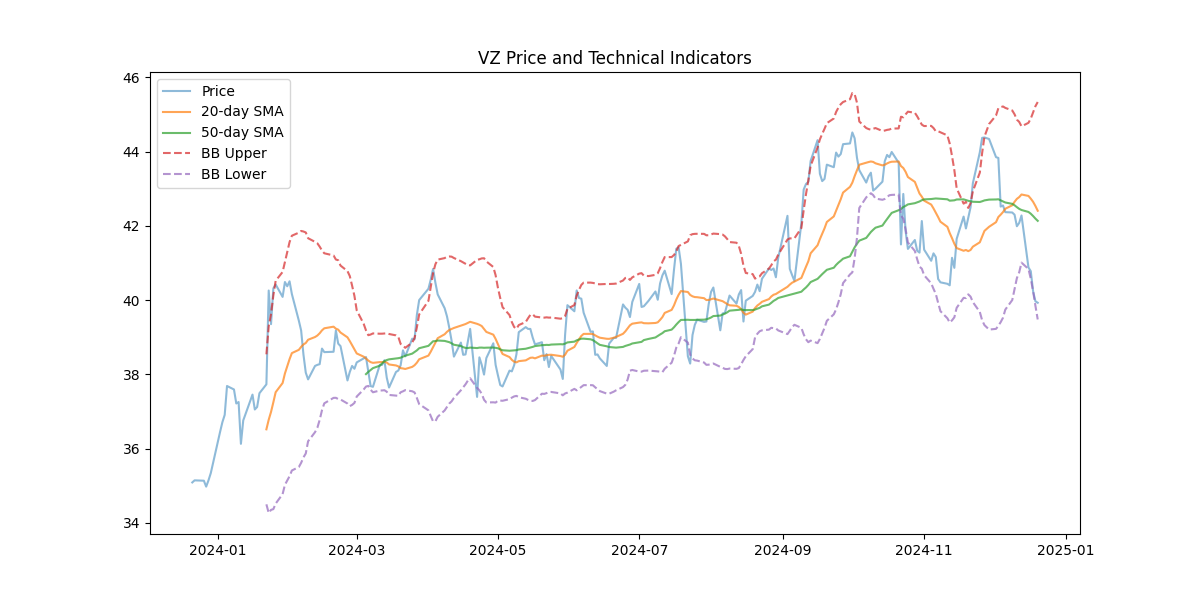 VZ Price and Technical Indicators
46
44
42
40
38
36
34
Price
20-day SMA
50-day SMA
BB Upper
BB Lower
2024-01
2024-03
2024-05
2024-07
2024-09
2024-11
2025-01